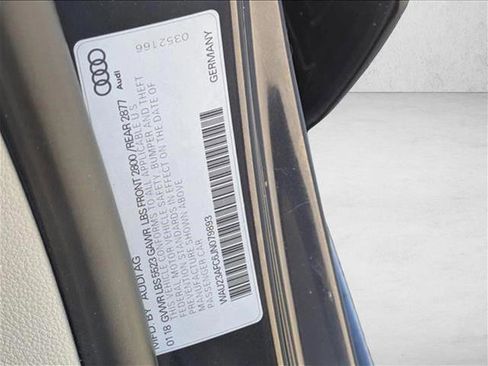 MFD. BY AUDI AG
01 18 GVWR LBS 5523 GAWR LBS FRONT 2800 /REAR 2877
THIS VEHICLE CONFORMS TO ALL APPLICABLE U.S.
FEDERAL MOTOR VEHICLE SAFETY, BUMPER AND THEFT
PREVENTION STANDARDS IN EFFECT ON THE DATE OF
MANUFACTURE SHOWN ABOVE.
PASSENGER CAR
WAUZ3AFC6JN079893
Audi
0352166
GERMANY